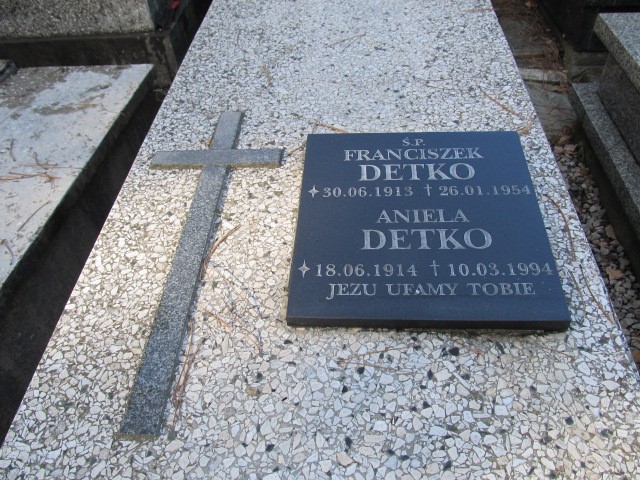 Ś.P.
FRANCISZEK
DETKO
✧ 30.06.1913 † 26.01.1954
ANIELA
DETKO
✧ 18.06.1914 † 10.03.1994
JEZU UFAMY TOBIE